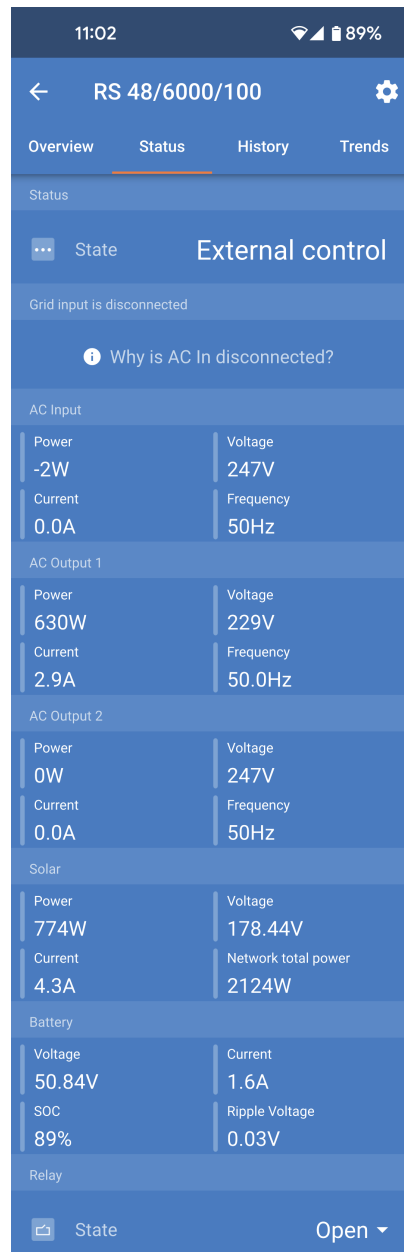 11:02 89%
RS 48/6000/100
Overview Status History Trends
Status
State External control
Grid input is disconnected
Why is AC In disconnected?
AC Input
Power Voltage
-2W 247V
Current Frequency
0.0A 50Hz
AC Output 1
Power Voltage
630W 229V
Current Frequency
2.9A 50.0Hz
AC Output 2
Power Voltage
0W 247V
Current Frequency
0.0A 50Hz
Solar
Power Voltage
774W 178.44V
Current Network total power
4.3A 2124W
Battery
Voltage Current
50.84V 1.6A
SOC Ripple Voltage
89% 0.03V
Relay
State Open